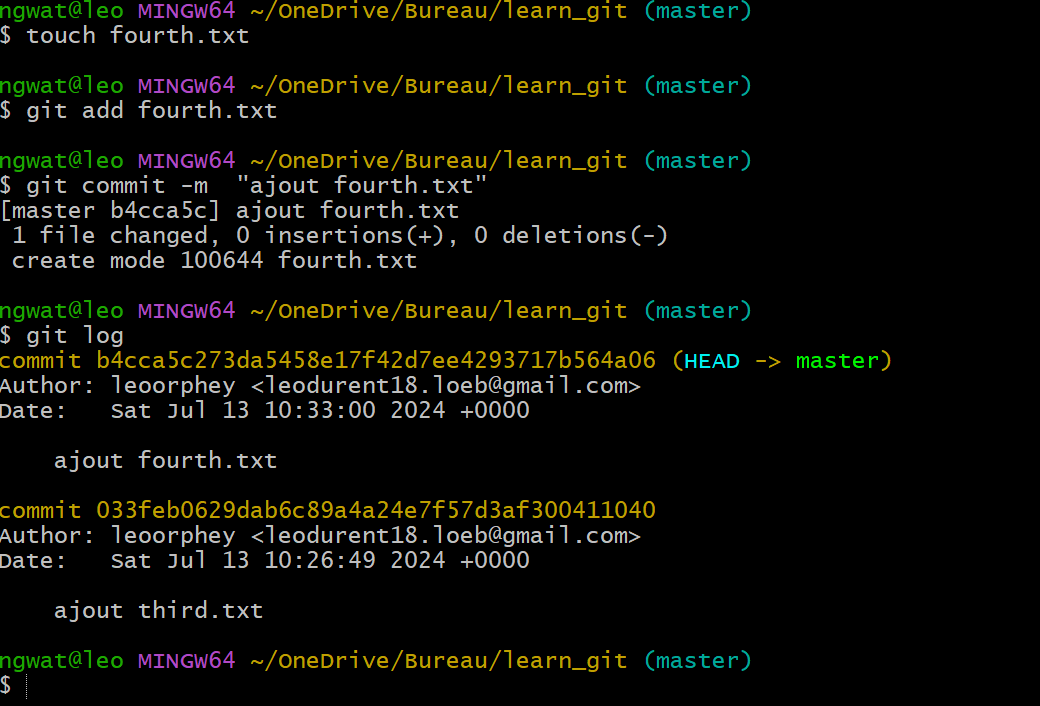 ngwat@leo MINGW64 ~/OneDrive/Bureau/learn_git (master)
$ touch fourth.txt
ngwat@leo MINGW64 ~/OneDrive/Bureau/learn_git (master)
$ git add fourth.txt
ngwat@leo MINGW64 ~/OneDrive/Bureau/learn_git (master)
$ git commit -m  "ajout fourth.txt"
[master b4cca5c] ajout fourth.txt
 1 file changed, 0 insertions(+), 0 deletions(-)
 create mode 100644 fourth.txt
ngwat@leo MINGW64 ~/OneDrive/Bureau/learn_git (master)
$ git log
commit b4cca5c273da5458e17f42d7ee4293717b564a06 (HEAD -> master)
Author: leoorphey <leodurent18.loeb@gmail.com>
Date:   Sat Jul 13 10:33:00 2024 +0000
    ajout fourth.txt
commit 033feb0629dab6c89a4a24e7f57d3af300411040
Author: leoorphey <leodurent18.loeb@gmail.com>
Date:   Sat Jul 13 10:26:49 2024 +0000
    ajout third.txt
ngwat@leo MINGW64 ~/OneDrive/Bureau/learn_git (master)
$